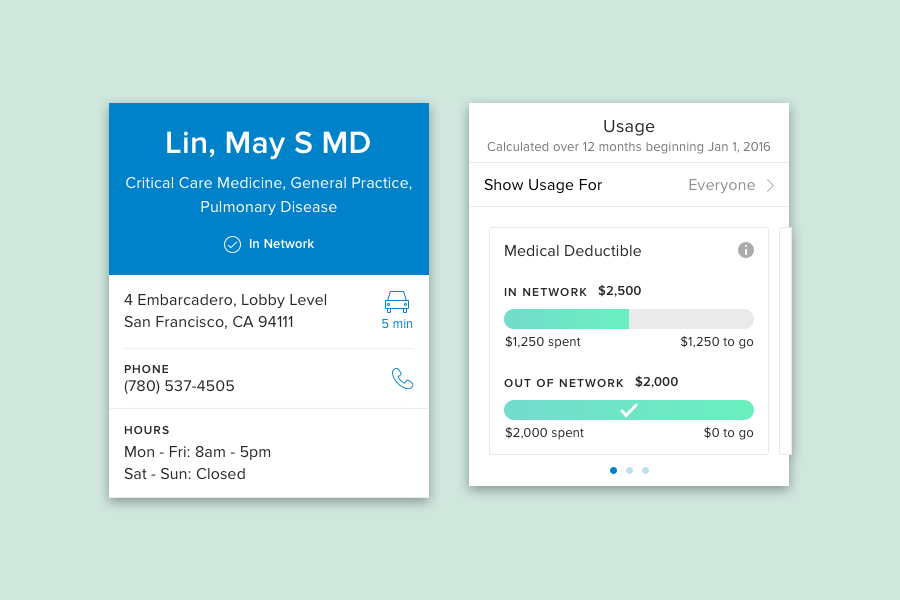 Lin, May S MD
Critical Care Medicine, General Practice,
Pulmonary Disease
In Network
4 Embarcadero, Lobby Level
San Francisco, CA 94111
5 min
PHONE
(780) 537-4505
HOURS
Mon - Fri: 8am - 5pm
Sat - Sun: Closed
Usage
Calculated over 12 months beginning Jan 1, 2016
Show Usage For Everyone
Medical Deductible
IN NETWORK $2,500
$1,250 spent $1,250 to go
OUT OF NETWORK $2,000
$2,000 spent $0 to go